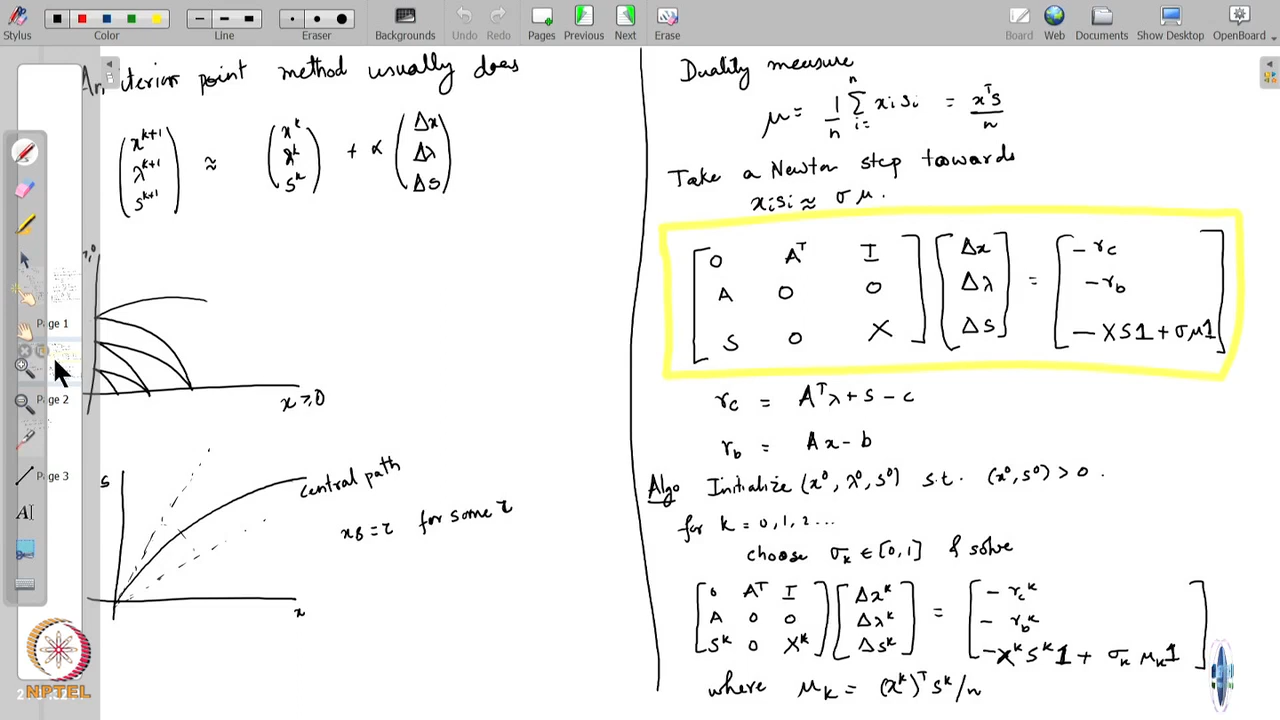 Stylus
Color
Line
Eraser
Backgrounds
Undo
Redo
Pages
Previous
Next
Erase
Board
Web
Documents
Show Desktop
OpenBoard
An iterior point method usually does
x^{k+1} x^k Δx
λ^{k+1} ≈ λ^k + α Δλ
s^{k+1} s^k Δs
x ≥ 0
s
central path
xs = τ for some τ
x
Page 1
Page 2
Page 3
Duality measure
μ = 1/n Σ_{i=}^n x_i s_i = x^T s / n
Take a Newton step towards
x_i s_i ≈ σ μ.
0 A^T I Δx - r_c
A 0 0 Δλ = - r_b
S 0 X Δs - X S 1 + σ μ 1
r_c = A^T λ + s - c
r_b = Ax - b
Algo Initialize (x^0, λ^0, s^0) s.t. (x^0, s^0) > 0.
for k = 0, 1, 2 ...
choose σ_k ∈ [0, 1] & solve
0 A^T I Δx^k - r_c^k
A 0 0 Δλ^k = - r_b^k
S^k 0 X^k Δs^k - X^k S^k 1 + σ_k μ_k 1
where μ_k = (x^k)^T s^k / n
NPTEL